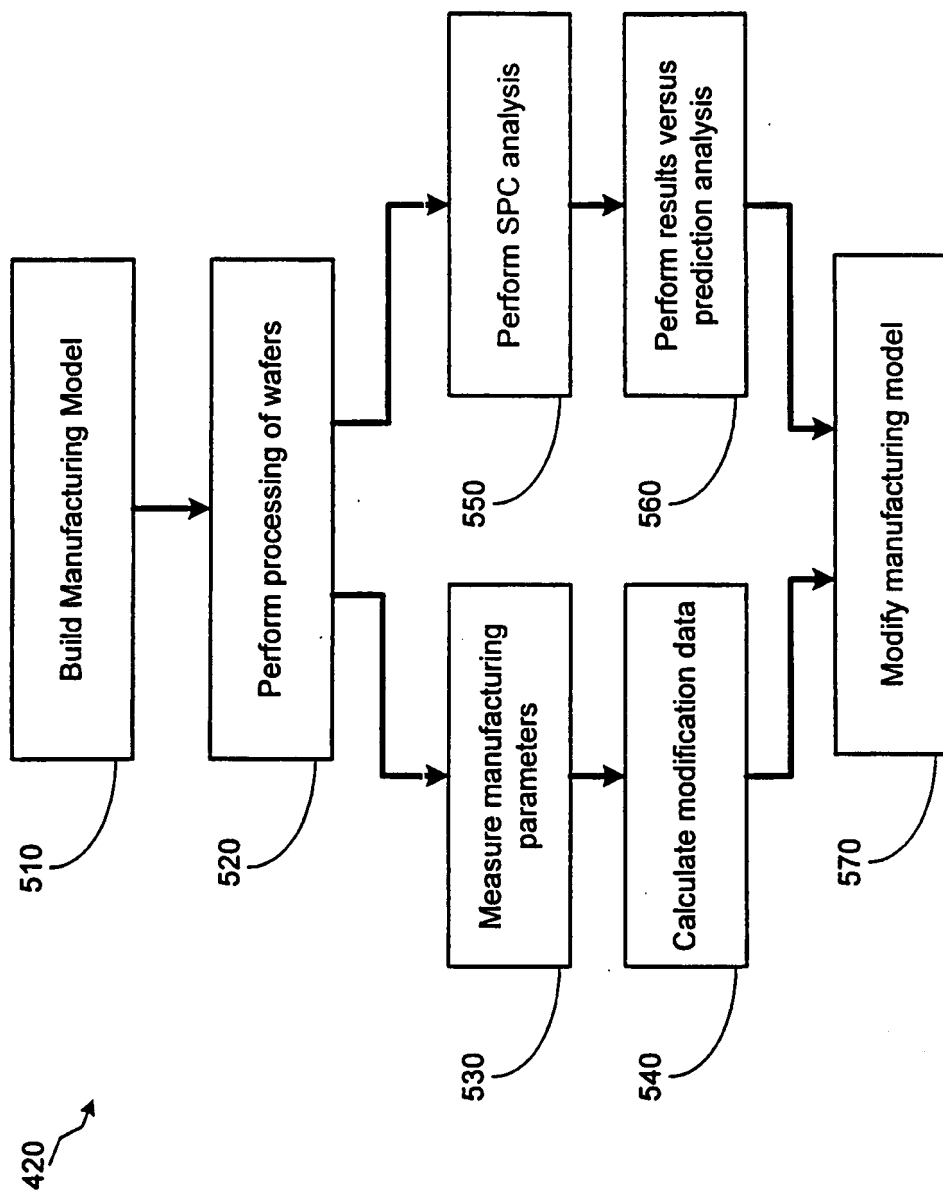 420
510
Build Manufacturing Model
520
Perform processing of wafers
530
Measure manufacturing
parameters
550
Perform SPC analysis
540
Calculate modification data
560
Perform results versus
prediction analysis
570
Modify manufacturing model